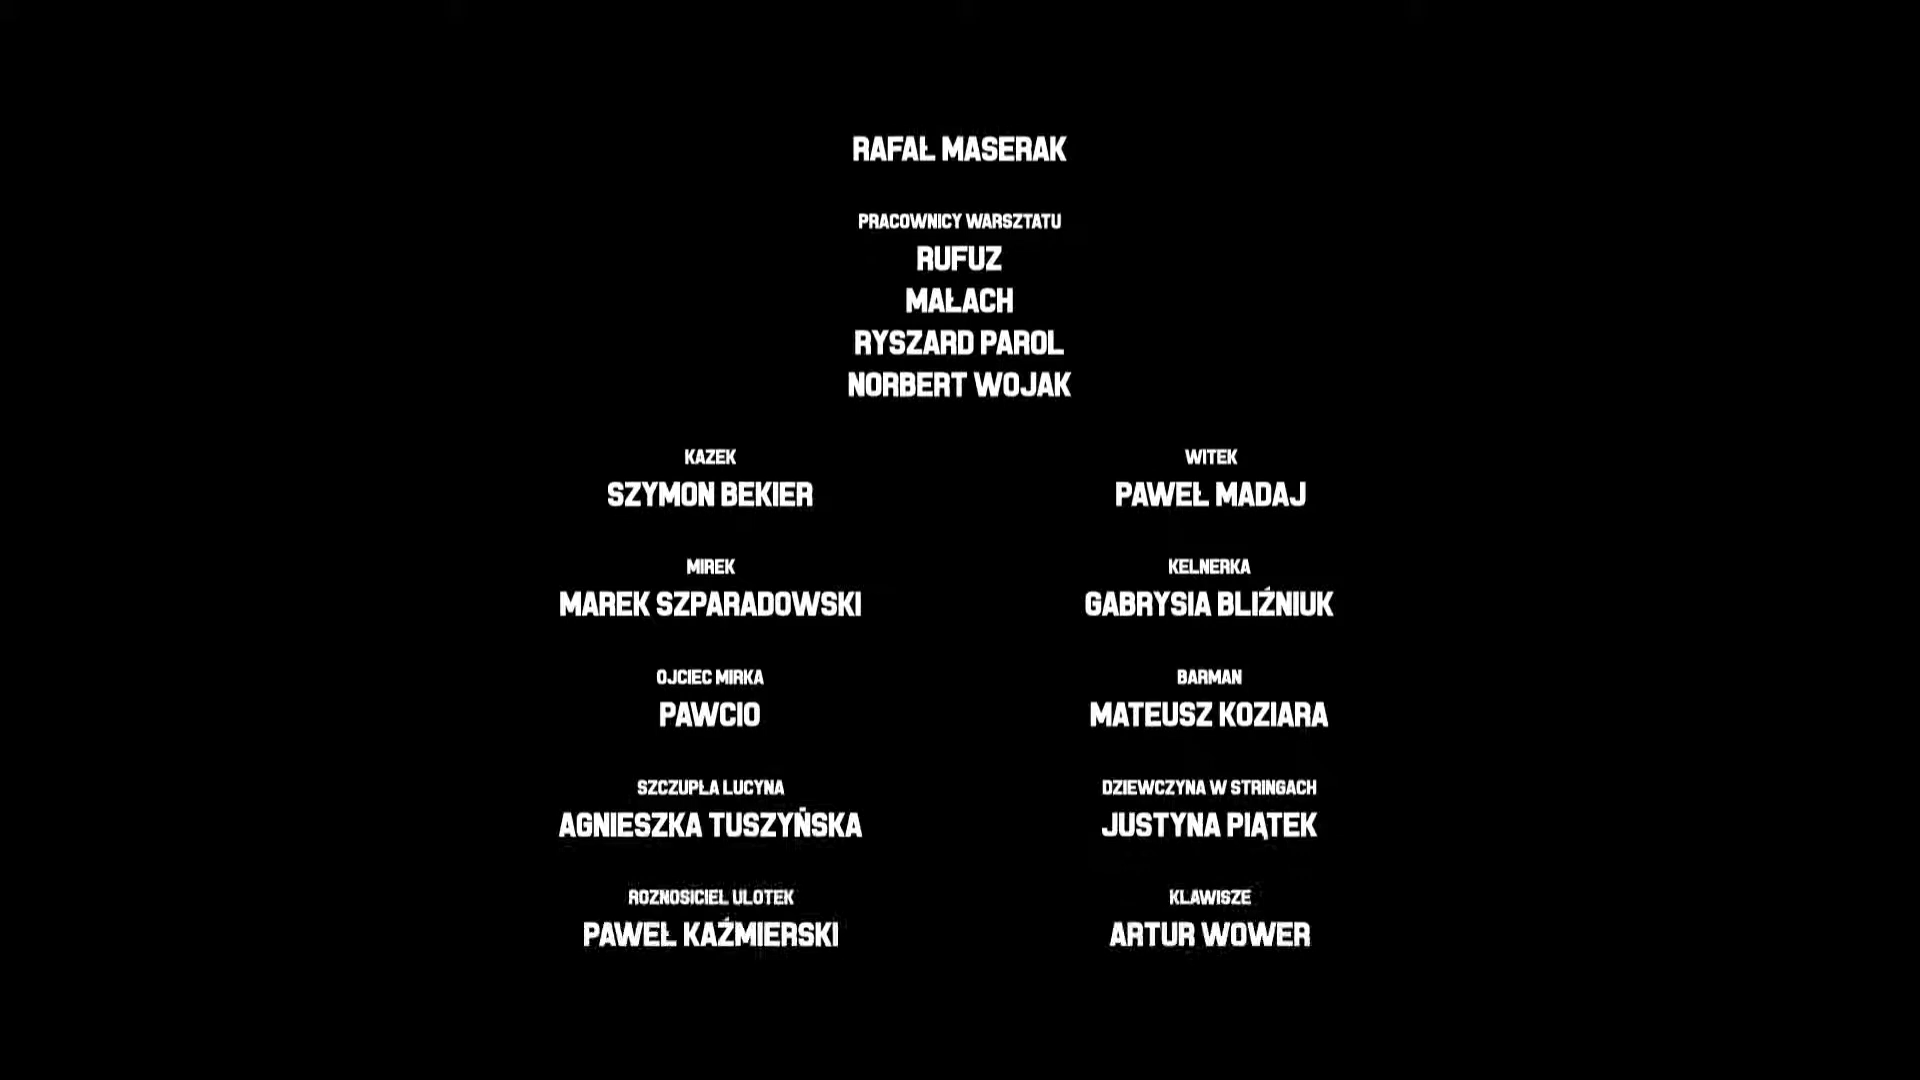 RAFAŁ MASERAK
PRACOWNICY WARSZTATU
RUFUZ
MAŁACH
RYSZARD PAROL
NORBERT WOJAK
KAZEK
SZYMON BEKIER
WITEK
PAWEŁ MADAJ
MIREK
MAREK SZPARADOWSKI
KELNERKA
GABRYSIA BLIŹNIUK
OJCIEC MIRKA
PAWCIO
BARMAN
MATEUSZ KOZIARA
SZCZUPŁA LUCYNA
AGNIESZKA TUSZYŃSKA
DZIEWCZYNA W STRINGACH
JUSTYNA PIĄTEK
ROZNOSICIEL ULOTEK
PAWEŁ KAŹMIERSKI
KLAWISZE
ARTUR WOWER